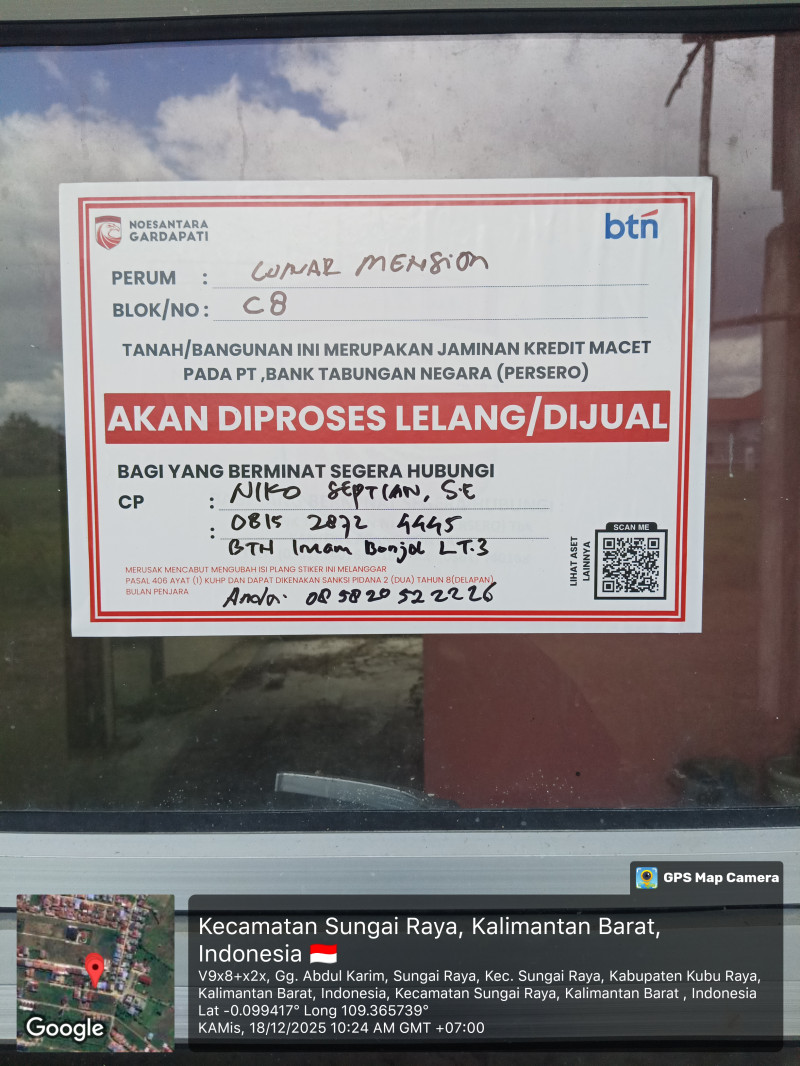 NOESANTARA
GARDAPATI
btn
PERUM : LUNAR MENSION
BLOK/NO : C8
TANAH/BANGUNAN INI MERUPAKAN JAMINAN KREDIT MACET
PADA PT ,BANK TABUNGAN NEGARA (PERSERO)
AKAN DIPROSES LELANG/DIJUAL
BAGI YANG BERMINAT SEGERA HUBUNGI
CP : NIKO SEPTIAN, S.E
: 0815 2872 4445
BTN Imam Bonjol LT.3
MERUSAK MENCABUT MENGUBAH ISI PLANG STIKER INI MELANGGAR
PASAL 406 AYAT (1) KUHP DAN DAPAT DIKENAKAN SANKSI PIDANA 2 (DUA) TAHUN 8(DELAPAN)
BULAN PENJARA
085820522226
LIHAT ASET
LAINNYA
SCAN ME
GPS Map Camera
Kecamatan Sungai Raya, Kalimantan Barat,
Indonesia 🇮🇩
V9x8+x2x, Gg. Abdul Karim, Sungai Raya, Kec. Sungai Raya, Kabupaten Kubu Raya,
Kalimantan Barat, Indonesia, Kecamatan Sungai Raya, Kalimantan Barat , Indonesia
Lat -0.099417° Long 109.365739°
KAMis, 18/12/2025 10:24 AM GMT +07:00
Google